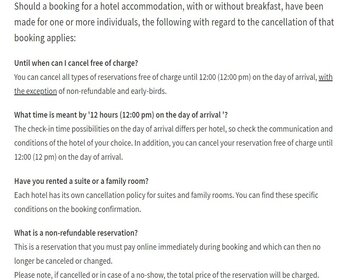 Should a booking for a hotel accommodation, with or without breakfast, have been
made for one or more individuals, the following with regard to the cancellation of that
booking applies:
Until when can I cancel free of charge?
You can cancel all types of reservations free of charge until 12:00 (12:00 pm) on the day of arrival, with
the exception of non-refundable and early-birds.
What time is meant by '12 hours (12:00 pm) on the day of arrival '?
The check-in time possibilities on the day of arrival differs per hotel, so check the communication and
conditions of the hotel of your choice. In addition, you can cancel your reservation free of charge until
12:00 (12 pm) on the day of arrival.
Have you rented a suite or a family room?
Each hotel has its own cancellation policy for suites and family rooms. You can find these specific
conditions on the booking confirmation.
What is a non-refundable reservation?
This is a reservation that you must pay online immediately during booking and which can then no
longer be canceled or changed.
Please note, if cancelled or in case of a no-show, the total price of the reservation will be charged.